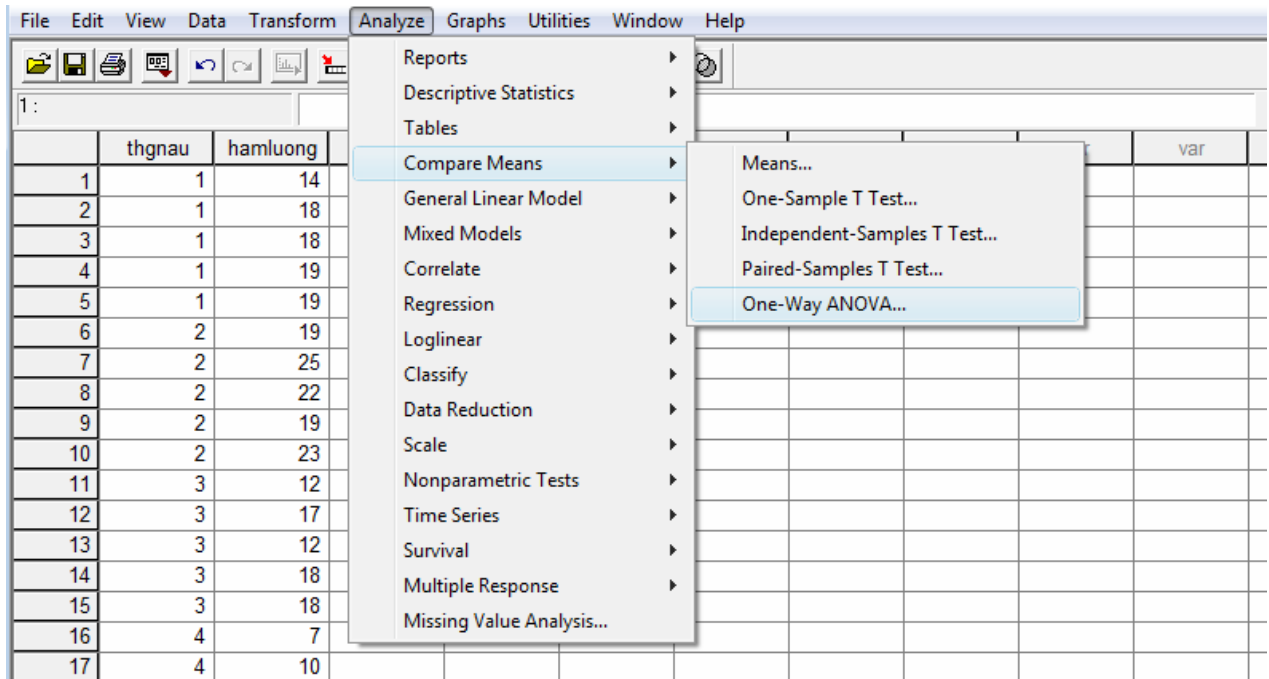 File Edit View Data Transform Analyze Graphs Utilities Window Help
1 :
thgnau hamluong var
1 1 14
2 1 18
3 1 18
4 1 19
5 1 19
6 2 19
7 2 25
8 2 22
9 2 19
10 2 23
11 3 12
12 3 17
13 3 12
14 3 18
15 3 18
16 4 7
17 4 10
Reports
Descriptive Statistics
Tables
Compare Means
General Linear Model
Mixed Models
Correlate
Regression
Loglinear
Classify
Data Reduction
Scale
Nonparametric Tests
Time Series
Survival
Multiple Response
Missing Value Analysis...
Means...
One-Sample T Test...
Independent-Samples T Test...
Paired-Samples T Test...
One-Way ANOVA...